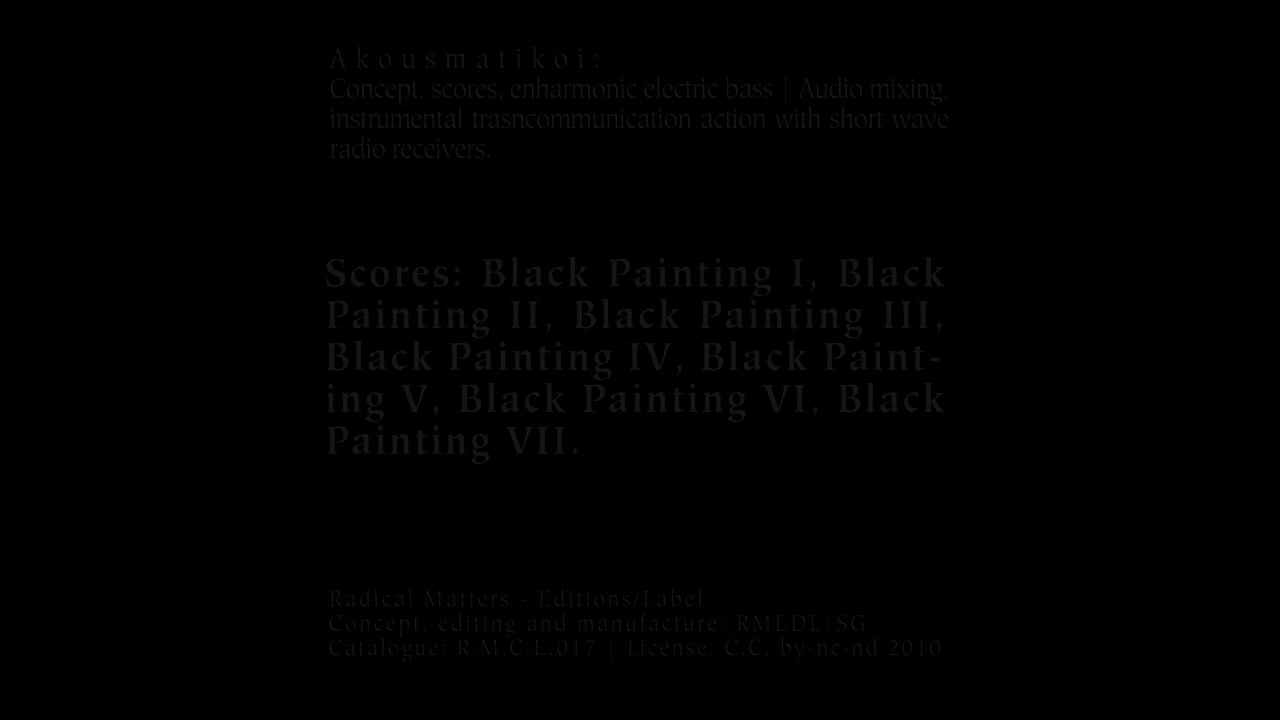 Akousmatikoi:
Concept, scores, enharmonic electric bass | Audio mixing,
instrumental trasncommunication action with short wave
radio receivers.
Scores: Black Painting I, Black
Painting II, Black Painting III,
Black Painting IV, Black Paint-
ing V, Black Painting VI, Black
Painting VII.
Radical Matters - Editions/Label
Concept. editing and manufacture: RMEDL|SG
Catalogue: R.M.C.E.017 | License: C.C. by-nc-nd 2010